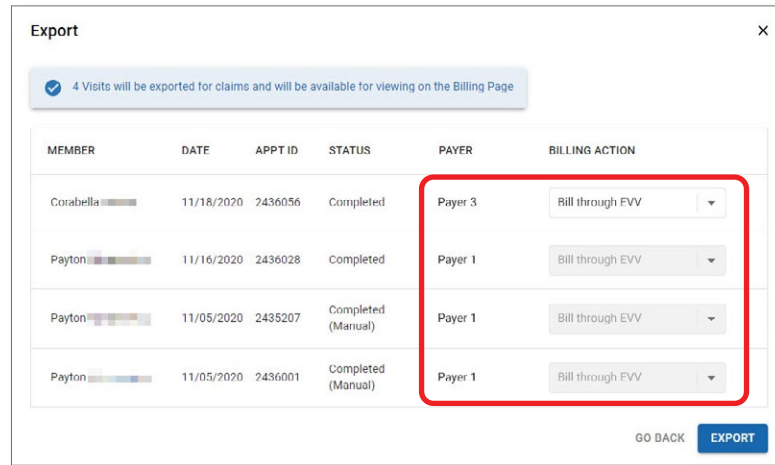 Export
4 Visits will be exported for claims and will be available for viewing on the Billing Page
MEMBER DATE APPT ID STATUS PAYER BILLING ACTION
Corabella 11/18/2020 2436056 Completed Payer 3 Bill through EVV
Payton 11/16/2020 2436028 Completed Payer 1 Bill through EVV
Payton 11/05/2020 2435207 Completed (Manual) Payer 1 Bill through EVV
Payton 11/05/2020 2436001 Completed (Manual) Payer 1 Bill through EVV
GO BACK EXPORT